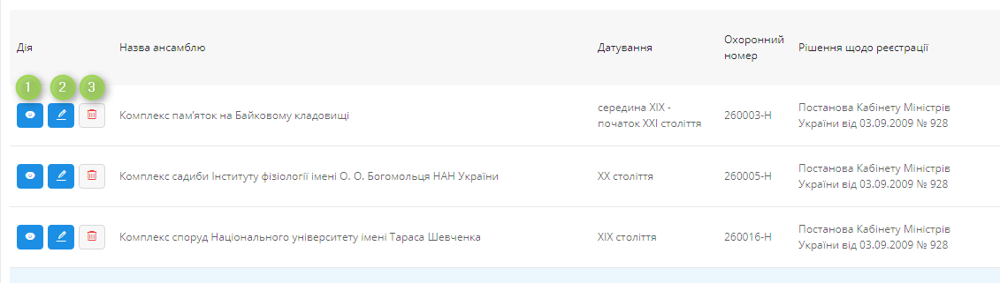 Дія
Назва ансамблю
Датування
Охоронний
номер
Рішення щодо реєстрації
1
2
3
Комплекс пам’яток на Байковому кладовищі
середина XIX -
початок XXI століття
260003-Н
Постанова Кабінету Міністрів
України від 03.09.2009 № 928
Комплекс садиби Інституту фізіології імені О. О. Богомольця НАН України
XX століття
260005-Н
Постанова Кабінету Міністрів
України від 03.09.2009 № 928
Комплекс споруд Національного університету імені Тараса Шевченка
XIX століття
260016-Н
Постанова Кабінету Міністрів
України від 03.09.2009 № 928